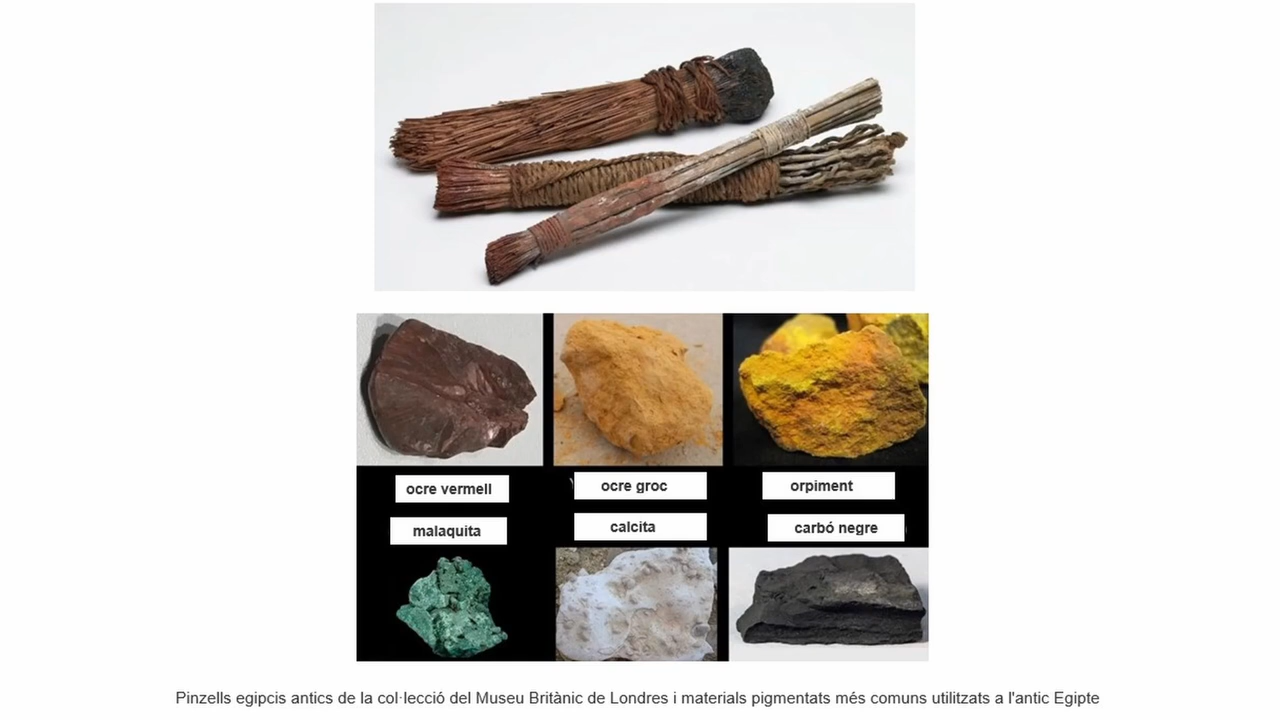 ocre vermell
ocre groc
orpiment
malaquita
calcita
carbó negre
Pinzells egipcis antics de la col·lecció del Museu Britànic de Londres i materials pigmentats més comuns utilitzats a l'antic Egipte